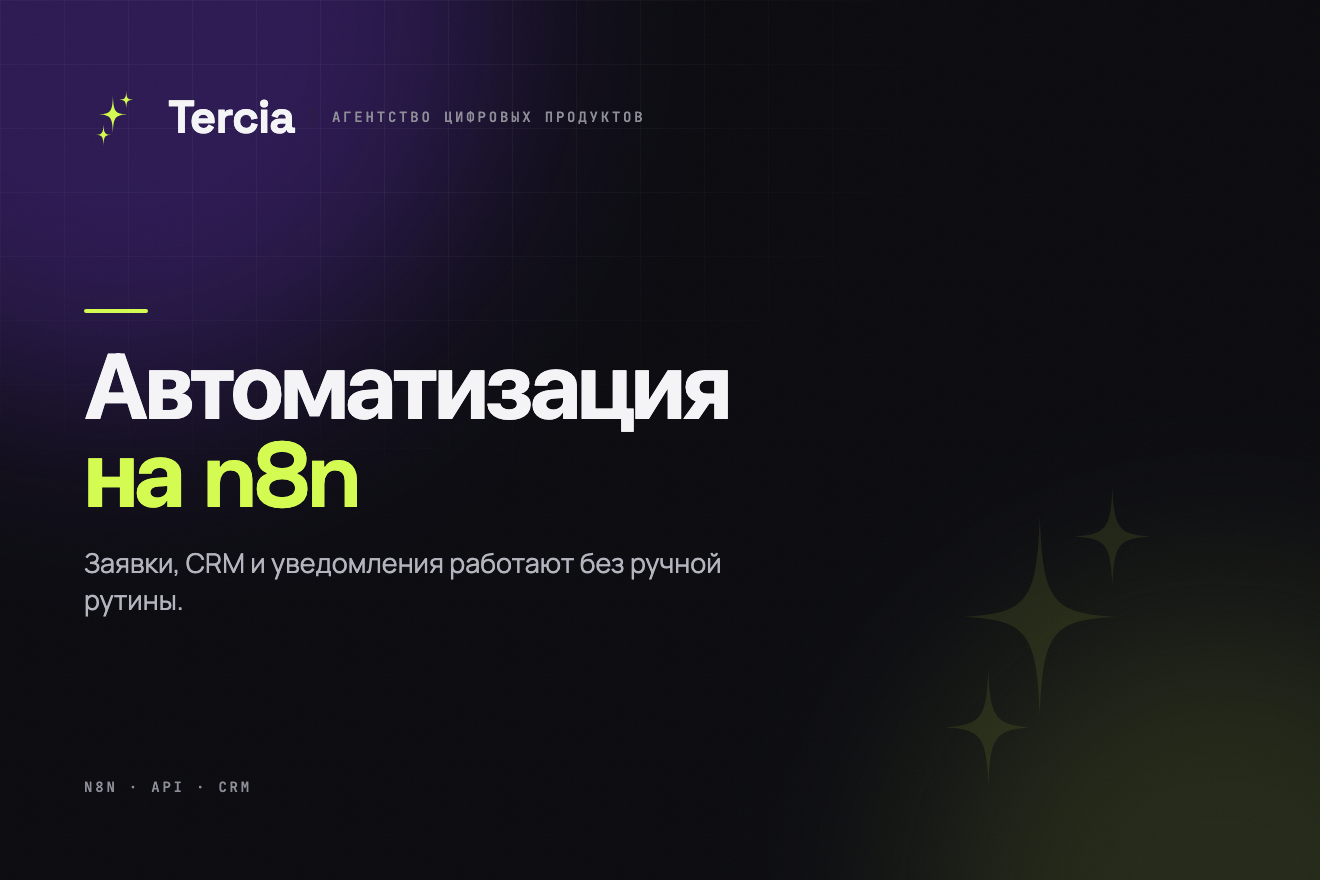 Tercia
АГЕНТСТВО ЦИФРОВЫХ ПРОДУКТОВ
Автоматизация
на n8n
Заявки, CRM и уведомления работают без ручной
рутины.
N8N · API · CRM